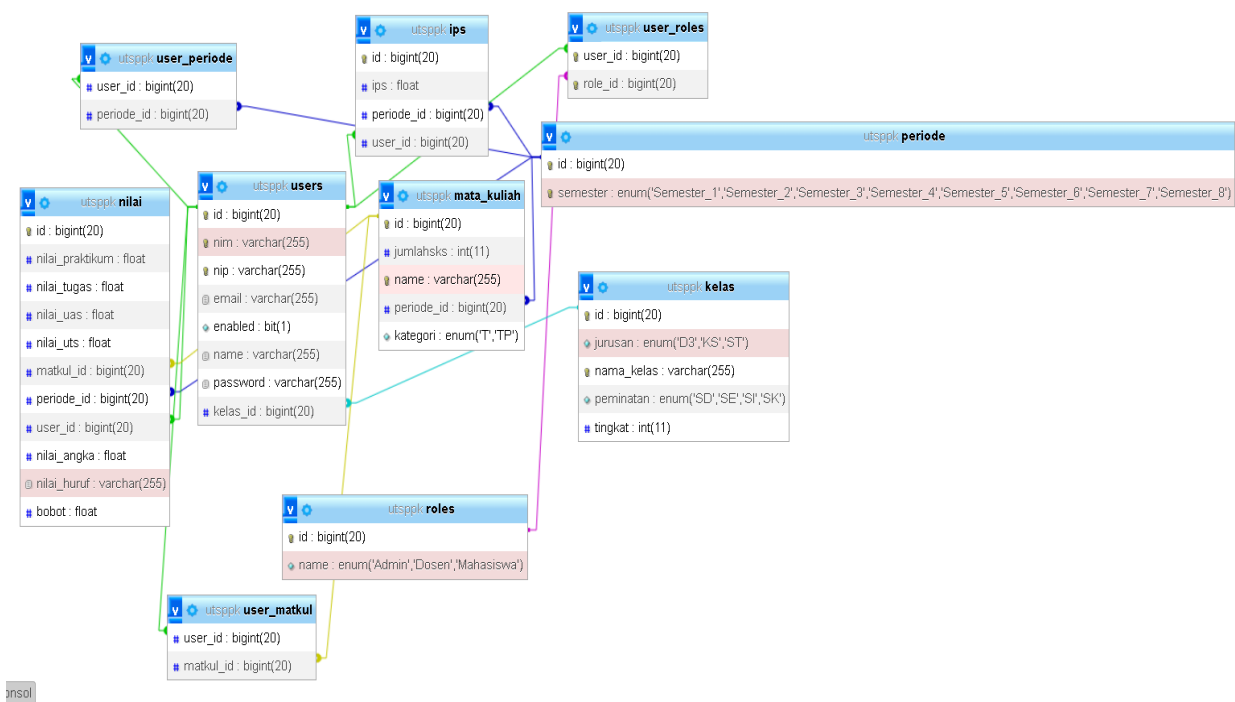 utsppk user_periode
user_id : bigint(20)
periode_id : bigint(20)
utsppk ips
id : bigint(20)
ips : float
periode_id : bigint(20)
user_id : bigint(20)
utsppk user_roles
user_id : bigint(20)
role_id : bigint(20)
utsppk periode
id : bigint(20)
semester : enum('Semester_1','Semester_2','Semester_3','Semester_4','Semester_5','Semester_6','Semester_7','Semester_8')
utsppk nilai
id : bigint(20)
nilai_praktikum : float
nilai_tugas : float
nilai_uas : float
nilai_uts : float
matkul_id : bigint(20)
periode_id : bigint(20)
user_id : bigint(20)
nilai_angka : float
nilai_huruf : varchar(255)
bobot : float
utsppk users
id : bigint(20)
nim : varchar(255)
nip : varchar(255)
email : varchar(255)
enabled : bit(1)
name : varchar(255)
password : varchar(255)
kelas_id : bigint(20)
utsppk mata_kuliah
id : bigint(20)
jumlahsks : int(11)
name : varchar(255)
periode_id : bigint(20)
kategori : enum('T','TP')
utsppk kelas
id : bigint(20)
jurusan : enum('D3','KS','ST')
nama_kelas : varchar(255)
peminatan : enum('SD','SE','SI','SK')
tingkat : int(11)
utsppk roles
id : bigint(20)
name : enum('Admin','Dosen','Mahasiswa')
utsppk user_matkul
user_id : bigint(20)
matkul_id : bigint(20)
onsol